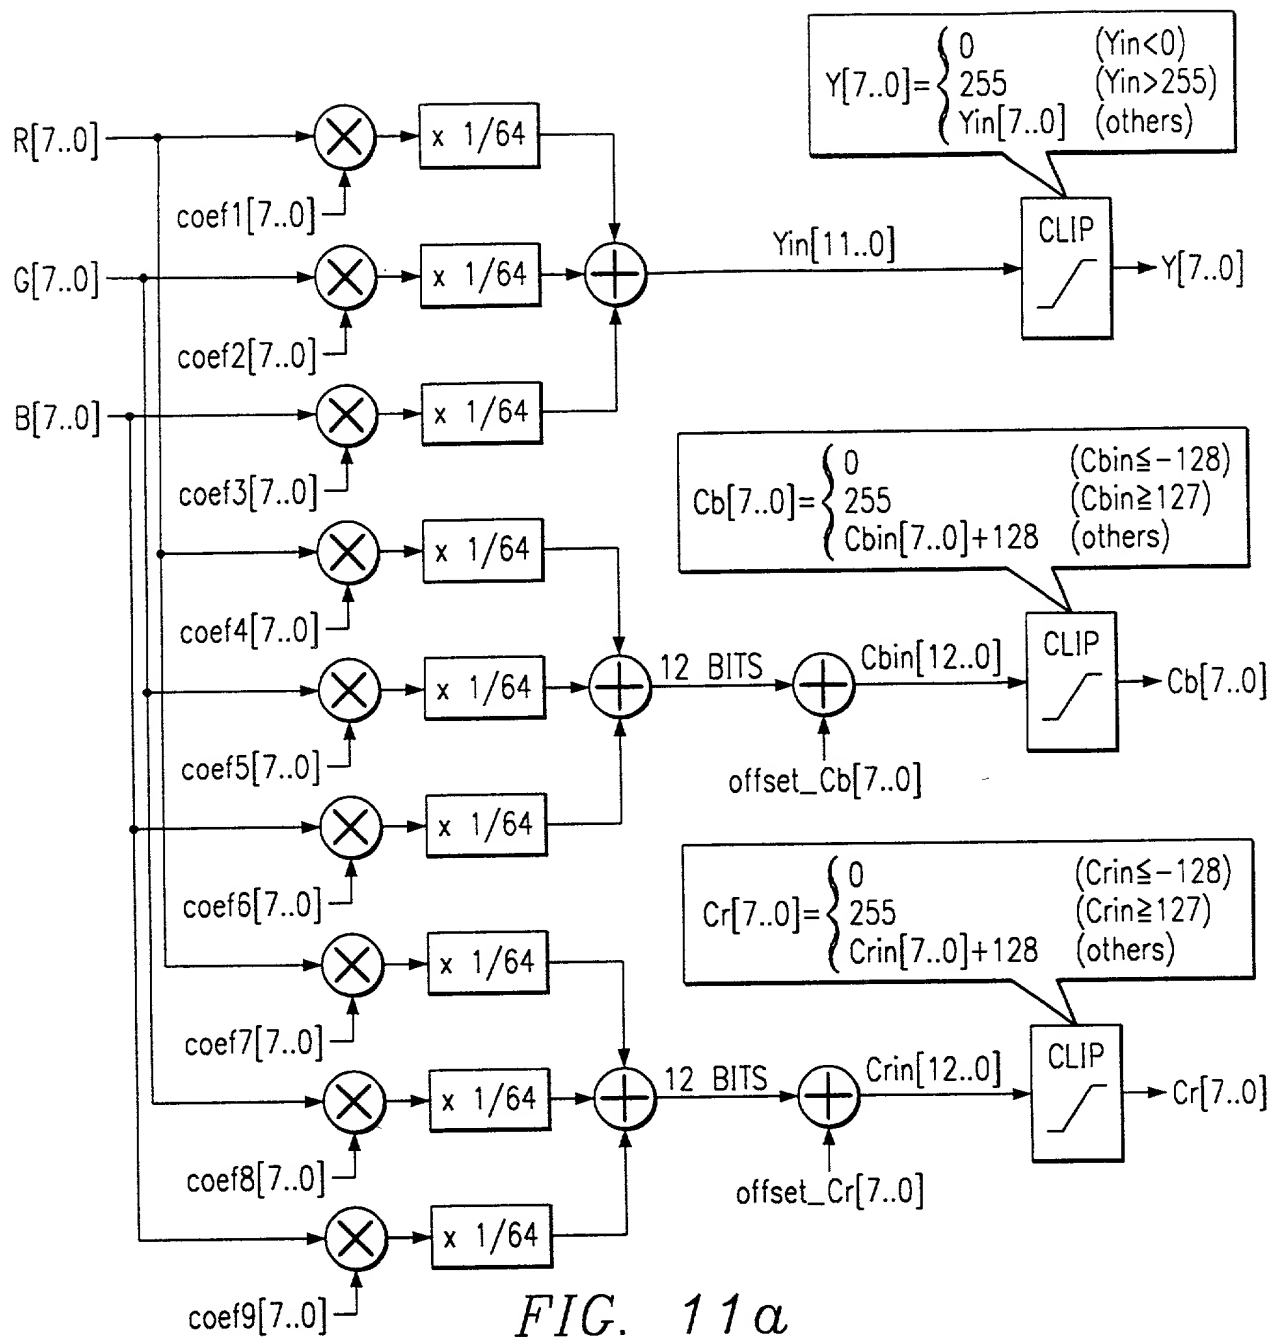 Y[7..0]= 0 (Yin<0)
255 (Yin>255)
Yin[7..0] (others)
R[7..0]
x 1/64
coef1[7..0]
CLIP
G[7..0]
x 1/64
Yin[11..0]
Y[7..0]
coef2[7..0]
B[7..0]
x 1/64
coef3[7..0]
Cb[7..0]= 0 (Cbin≦-128)
255 (Cbin≧127)
Cbin[7..0]+128 (others)
x 1/64
coef4[7..0]
CLIP
x 1/64
12 BITS
Cbin[12..0]
Cb[7..0]
coef5[7..0]
offset_Cb[7..0]
x 1/64
coef6[7..0]
Cr[7..0]= 0 (Crin≦-128)
255 (Crin≧127)
Crin[7..0]+128 (others)
x 1/64
coef7[7..0]
CLIP
x 1/64
12 BITS
Crin[12..0]
Cr[7..0]
coef8[7..0]
offset_Cr[7..0]
x 1/64
coef9[7..0]
FIG. 11a